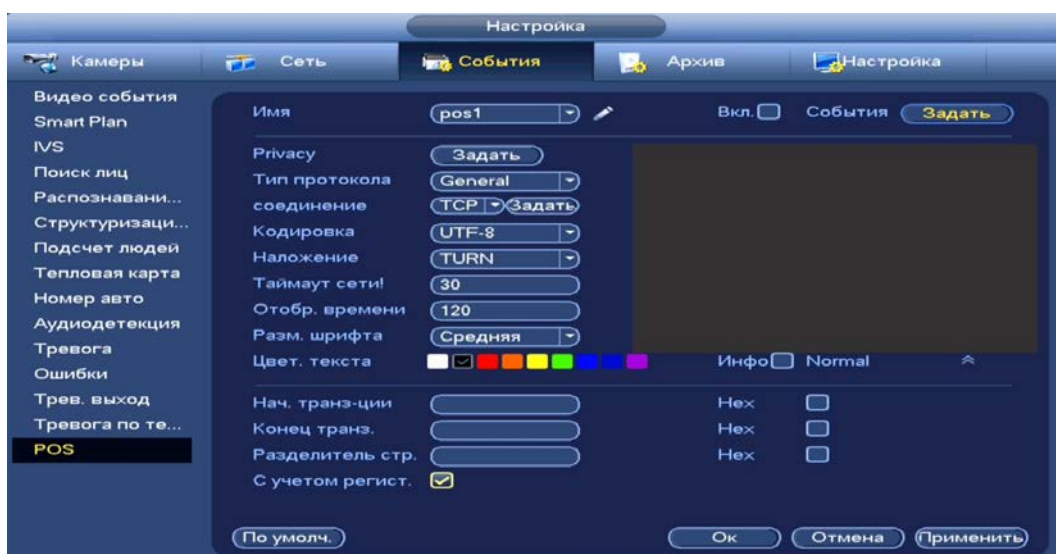 Настройка
Камеры Сеть События Архив Настройка
Видео события
Smart Plan
IVS
Поиск лиц
Распознавани...
Структуризаци...
Подсчет людей
Тепловая карта
Номер авто
Аудиодетекция
Тревога
Ошибки
Трев. выход
Тревога по те...
POS
Имя pos1 Вкл. События Задать
Privacy Задать
Тип протокола General
соединение TCP Задать
Кодировка UTF-8
Наложение TURN
Таймаут сети! 30
Отобр. времени 120
Разм. шрифта Средняя
Цвет. текста Инфо Normal
Нач. транз-ции Hex
Конец транз. Hex
Разделитель стр. Hex
С учетом регист.
По умолч. Ок Отмена Применить